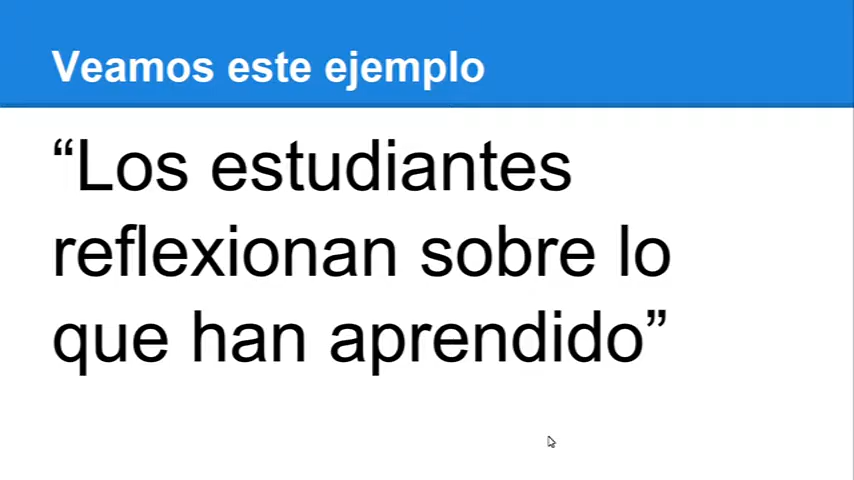 Veamos este ejemplo
“Los estudiantes
reflexionan sobre lo
que han aprendido”